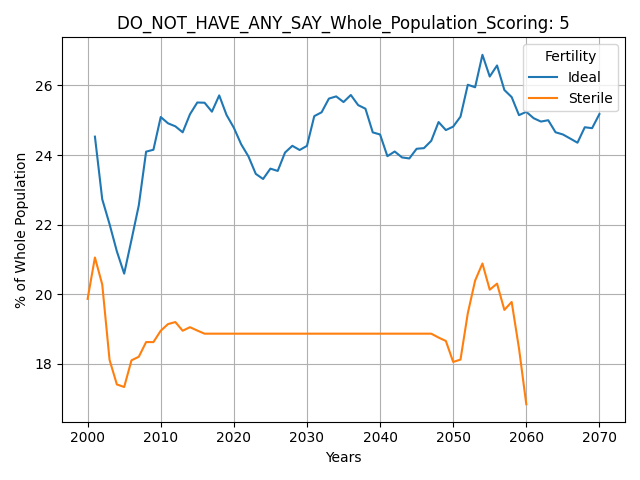 DO_NOT_HAVE_ANY_SAY_Whole_Population_Scoring: 5
Fertility
Ideal
Sterile
% of Whole Population
26
24
22
20
18
2000 2010 2020 2030 2040 2050 2060 2070
Years